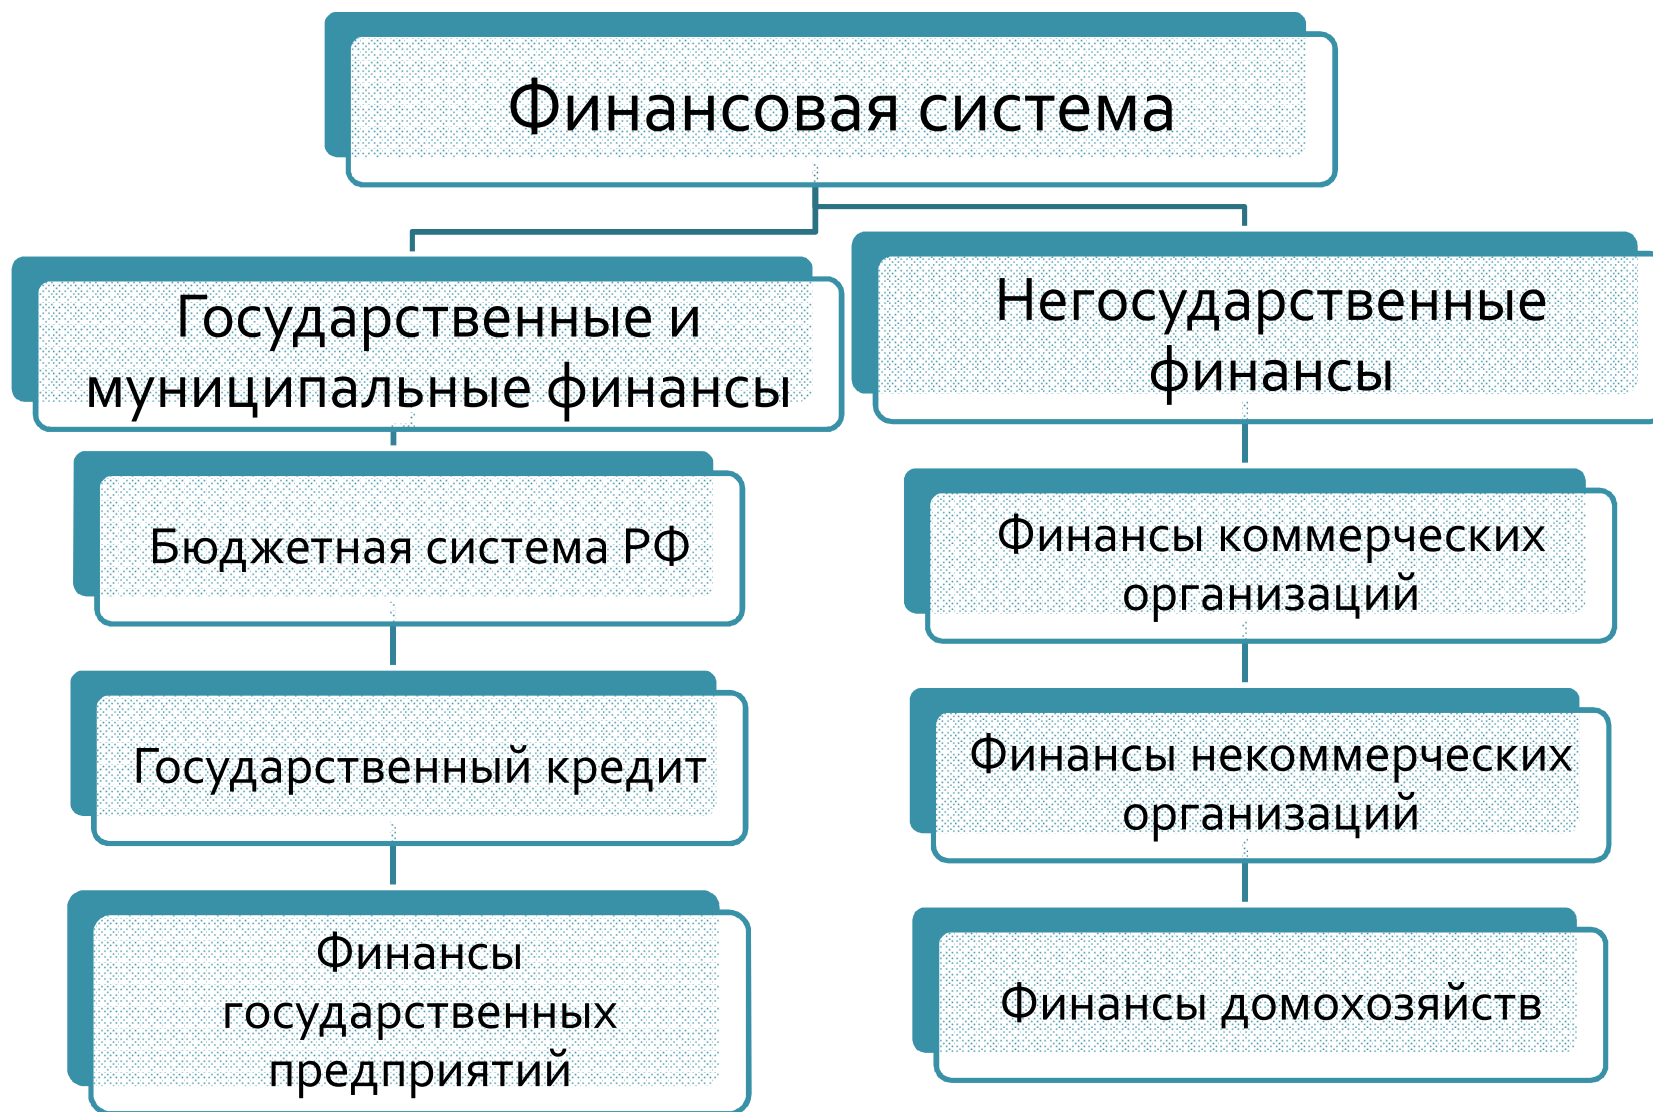 Финансовая система
Государственные и
муниципальные финансы
Бюджетная система РФ
Государственный кредит
Финансы
государственных
предприятий
Негосударственные
финансы
Финансы коммерческих
организаций
Финансы некоммерческих
организаций
Финансы домохозяйств